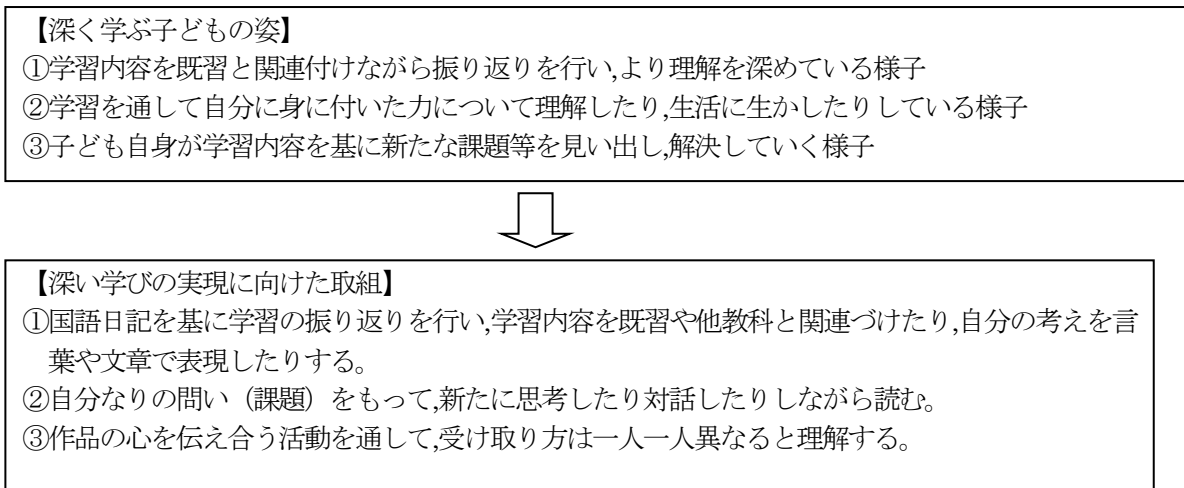 【深く学ぶ子どもの姿】
①学習内容を既習と関連付けながら振り返りを行い,より理解を深めている様子
②学習を通して自分に身に付いた力について理解したり,生活に生かしたりしている様子
③子ども自身が学習内容を基に新たな課題等を見い出し,解決していく様子
【深い学びの実現に向けた取組】
①国語日記を基に学習の振り返りを行い,学習内容を既習や他教科と関連づけたり,自分の考えを言
葉や文章で表現したりする。
②自分なりの問い（課題）をもって,新たに思考したり対話したりしながら読む。
③作品の心を伝え合う活動を通して,受け取り方は一人一人異なると理解する。